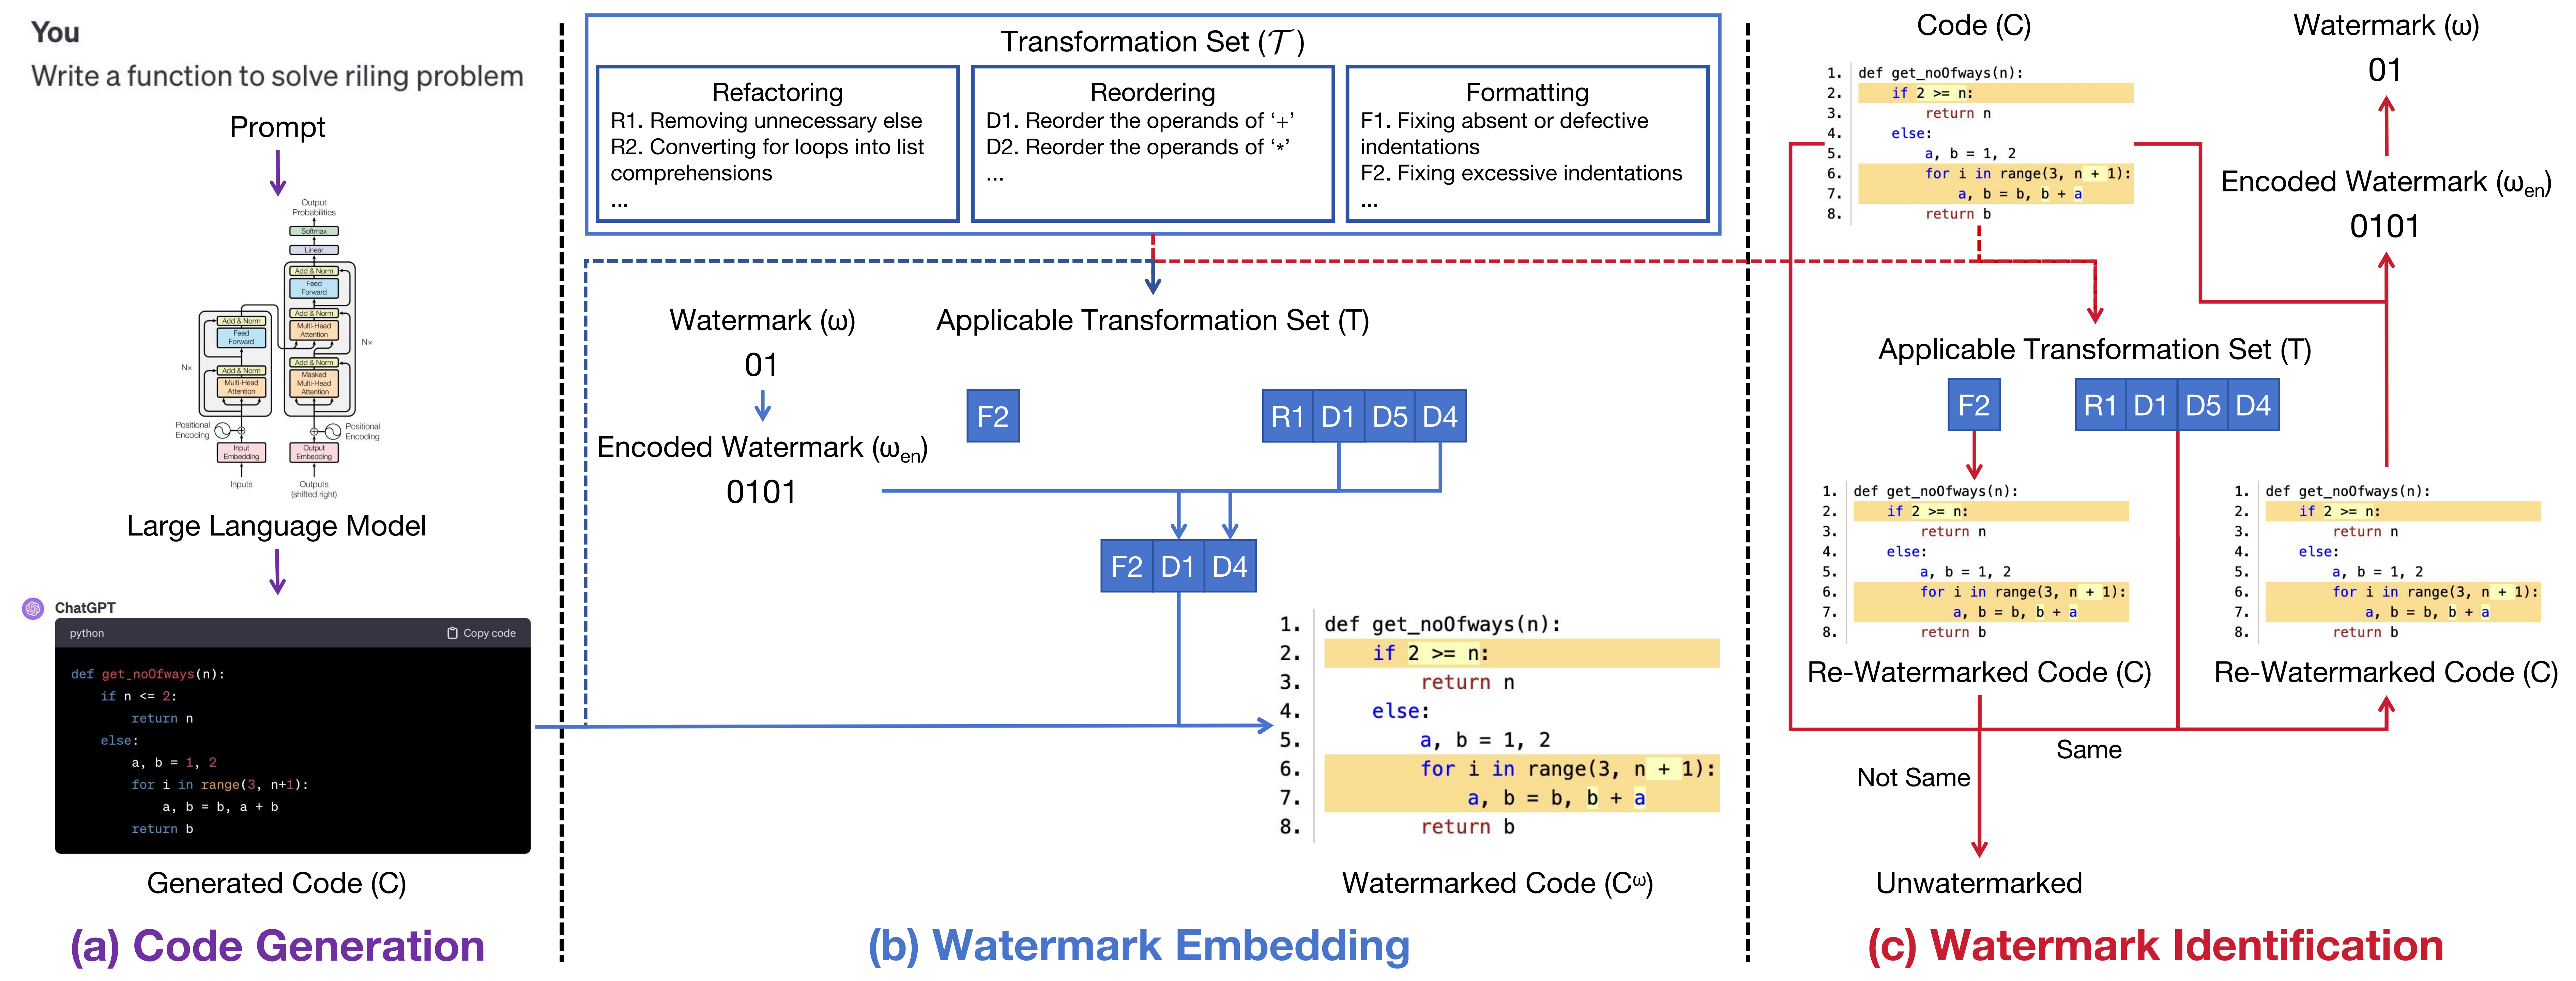 You
Write a function to solve riling problem
Prompt
Output
Probabilities
Softmax
Linear
Add & Norm
Feed
Forward
Add & Norm
Multi-Head
Attention
Nx
Add & Norm
Masked
Multi-Head
Attention
Add & Norm
Feed
Forward
Nx
Add & Norm
Multi-Head
Attention
Positional
Encoding
Positional
Encoding
Input
Embedding
Output
Embedding
Inputs
Outputs
(shifted right)
Large Language Model
ChatGPT
python
Copy code
def get_noOfways(n):
if n <= 2:
return n
else:
a, b = 1, 2
for i in range(3, n+1):
a, b = b, a + b
return b
Generated Code (C)
(a) Code Generation
Transformation Set (𝒯)
Refactoring
R1. Removing unnecessary else
R2. Converting for loops into list
comprehensions
...
Reordering
D1. Reorder the operands of ‘+’
D2. Reorder the operands of ‘*’
...
Formatting
F1. Fixing absent or defective
indentations
F2. Fixing excessive indentations
...
Watermark (ω)
01
Encoded Watermark (ωen)
0101
Applicable Transformation Set (T)
F2
R1 D1 D5 D4
F2 D1 D4
1. def get_noOfways(n):
2. if 2 >= n:
3. return n
4. else:
5. a, b = 1, 2
6. for i in range(3, n + 1):
7. a, b = b, b + a
8. return b
Watermarked Code (Cω)
(b) Watermark Embedding
Code (C)
1. def get_noOfways(n):
2. if 2 >= n:
3. return n
4. else:
5. a, b = 1, 2
6. for i in range(3, n + 1):
7. a, b = b, b + a
8. return b
Watermark (ω)
01
Encoded Watermark (ωen)
0101
Applicable Transformation Set (T)
F2
R1 D1 D5 D4
1. def get_noOfways(n):
2. if 2 >= n:
3. return n
4. else:
5. a, b = 1, 2
6. for i in range(3, n + 1):
7. a, b = b, b + a
8. return b
Re-Watermarked Code (C)
1. def get_noOfways(n):
2. if 2 >= n:
3. return n
4. else:
5. a, b = 1, 2
6. for i in range(3, n + 1):
7. a, b = b, b + a
8. return b
Re-Watermarked Code (C)
Same
Not Same
Unwatermarked
(c) Watermark Identification